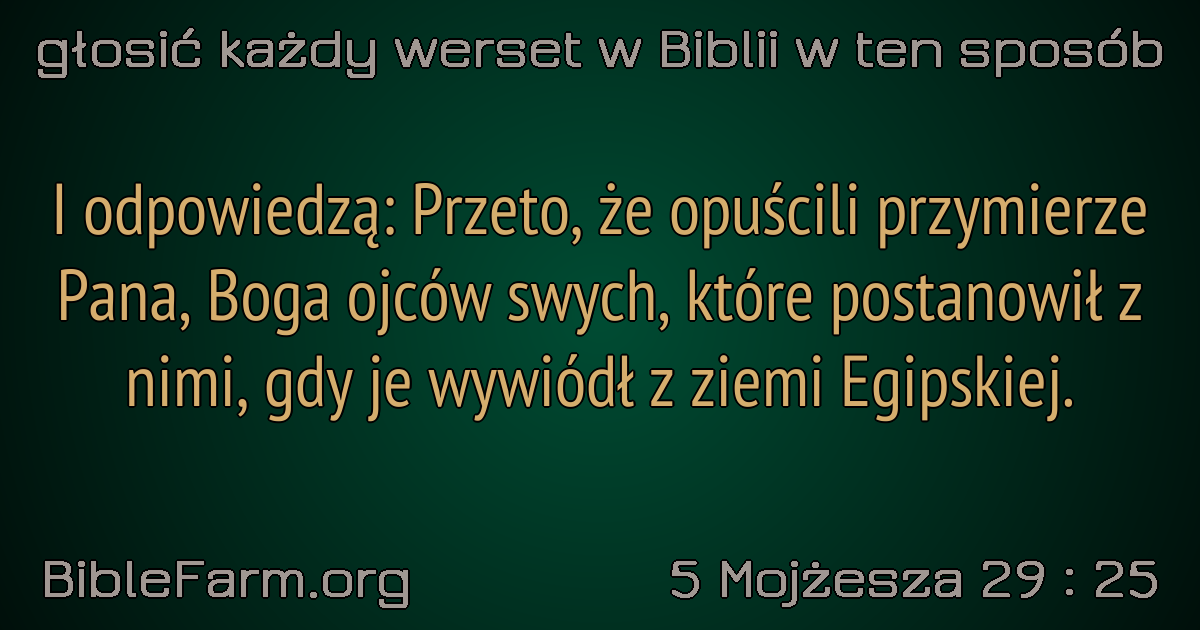 głosić każdy werset w Biblii w ten sposób
I odpowiedzą: Przeto, że opuścili przymierze
Pana, Boga ojców swych, które postanowił z
nimi, gdy je wywiódł z ziemi Egipskiej.
BibleFarm.org
5 Mojżesza 29 : 25